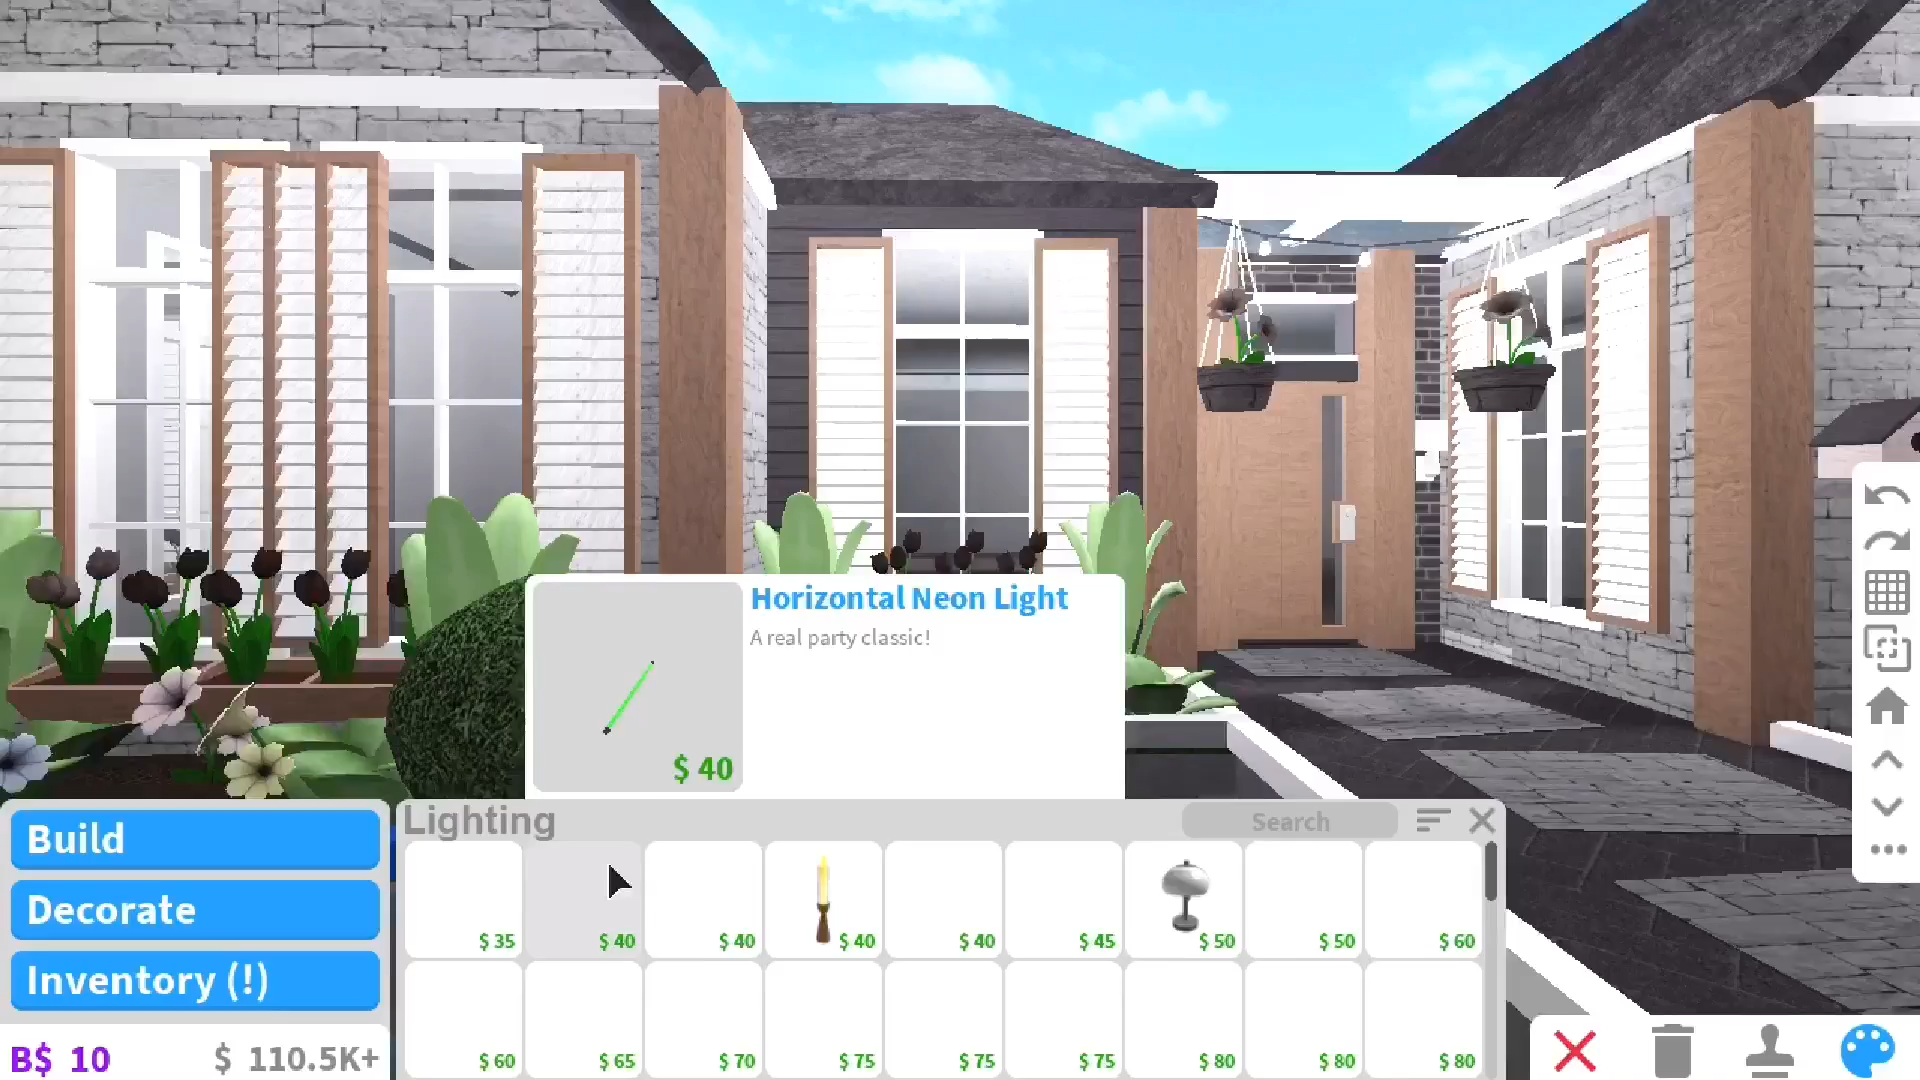 Horizontal Neon Light
A real party classic!
$ 40
Build
Decorate
Inventory (!)
B$ 10
$ 110.5K+
Lighting
Search
$ 35
$ 40
$ 40
$ 40
$ 40
$ 45
$ 50
$ 50
$ 60
$ 60
$ 65
$ 70
$ 75
$ 75
$ 75
$ 80
$ 80
$ 80